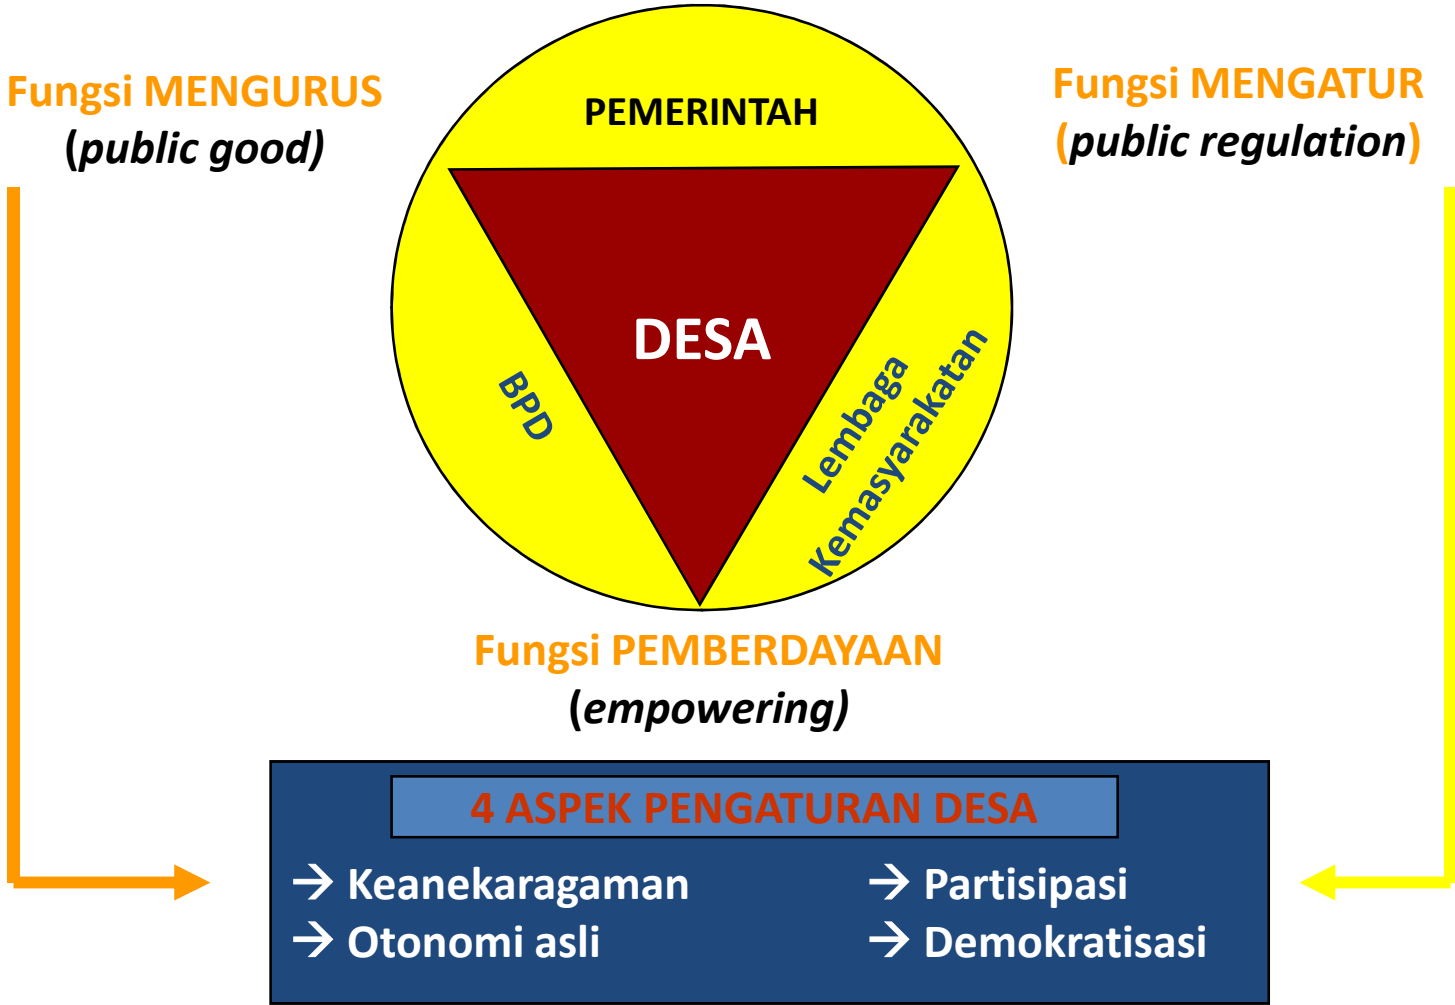 Fungsi MENGURUS
(public good)
PEMERINTAH
Fungsi MENGATUR
(public regulation)
DESA
BPD
Lembaga
Kemasyarakatan
Fungsi PEMBERDAYAAN
(empowering)
4 ASPEK PENGATURAN DESA
→ Keanekaragaman
→ Otonomi asli
→ Partisipasi
→ Demokratisasi